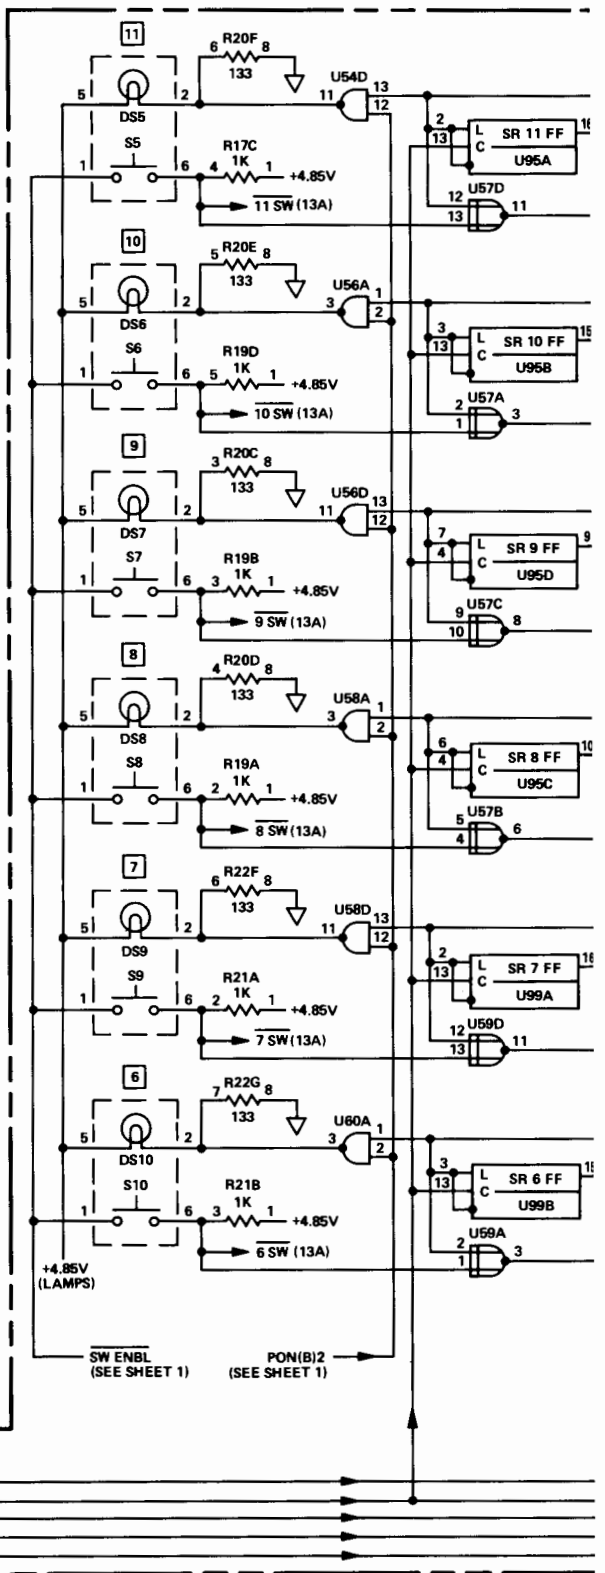 11
R20F
6 8
133
U54D
13
11
12
5 2
DS5
S5
1 6
R17C
1K
4 1 +4.85V
11 SW (13A)
2
13
L
C
SR 11 FF
U95A
16
U57D
12
13
11
10
R20E
5 8
133
U56A
1
3
2
5 2
DS6
S6
1 6
R19D
1K
5 1 +4.85V
10 SW (13A)
3
13
L
C
SR 10 FF
U95B
15
U57A
2
1
3
9
R20C
3 8
133
U56D
13
11
12
5 2
DS7
S7
1 6
R19B
1K
3 1 +4.85V
9 SW (13A)
7
4
L
C
SR 9 FF
U95D
9
U57C
9
10
8
8
R20D
4 8
133
U58A
1
3
2
5 2
DS8
S8
1 6
R19A
1K
2 1 +4.85V
8 SW (13A)
6
4
L
C
SR 8 FF
U95C
10
U57B
5
4
6
7
R22F
6 8
133
U58D
13
11
12
5 2
DS9
S9
1 6
R21A
1K
2 1 +4.85V
7 SW (13A)
2
13
L
C
SR 7 FF
U99A
16
U59D
12
13
11
6
R22G
7 8
133
U60A
1
3
2
5 2
DS10
S10
1 6
R21B
1K
3 1 +4.85V
6 SW (13A)
3
13
L
C
SR 6 FF
U99B
15
U59A
2
1
3
+4.85V
(LAMPS)
SW ENBL
(SEE SHEET 1)
PON(B)2
(SEE SHEET 1)